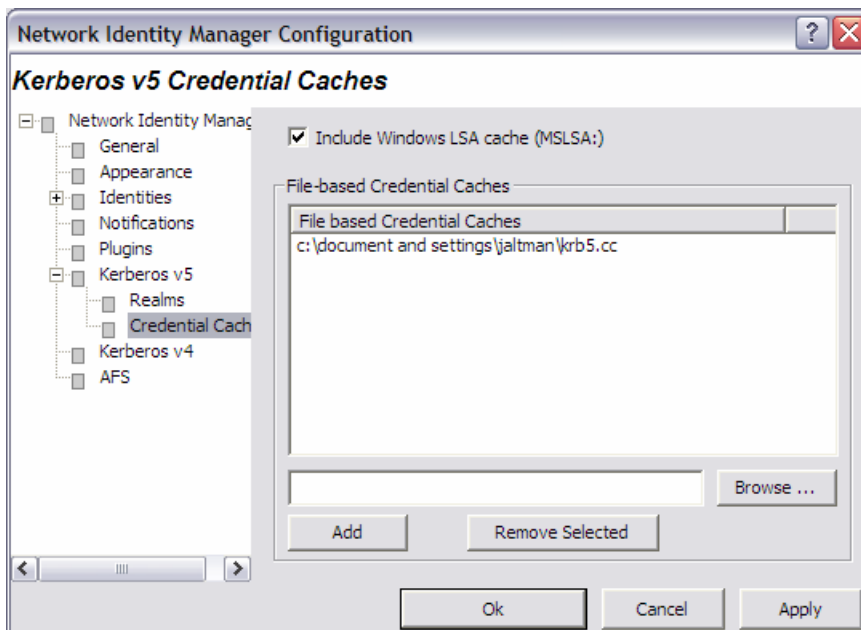 Network Identity Manager Configuration
Kerberos v5 Credential Caches
Network Identity Manag
General
Appearance
Identities
Notifications
Plugins
Kerberos v5
Realms
Credential Cach
Kerberos v4
AFS
Include Windows LSA cache (MSLSA:)
File-based Credential Caches
File based Credential Caches
c:\document and settings\jaltman\krb5.cc
Browse ...
Add
Remove Selected
Ok
Cancel
Apply